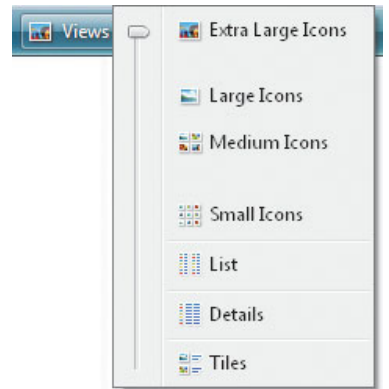 Views
Extra Large Icons
Large Icons
Medium Icons
Small Icons
List
Details
Tiles